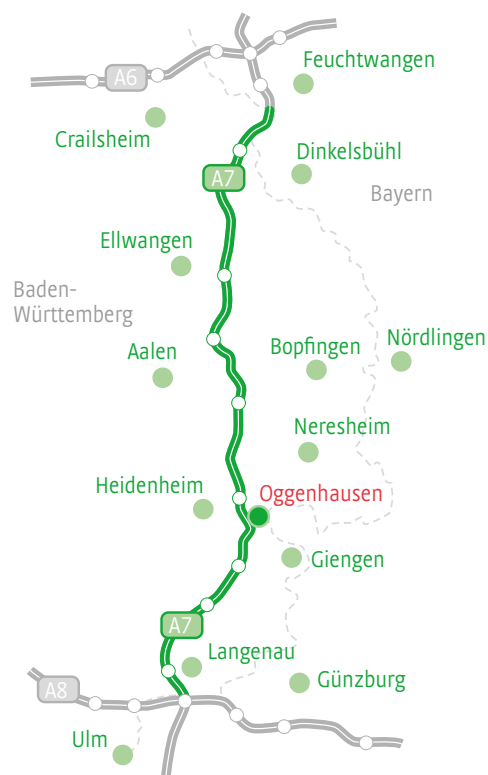 Feuchtwangen
A6
Crailsheim
Dinkelsbühl
A7
Bayern
Ellwangen
Baden-
Württemberg
Nördlingen
Bopfingen
Aalen
Neresheim
Heidenheim
Oggenhausen
Giengen
A7
Langenau
Günzburg
A8
Ulm